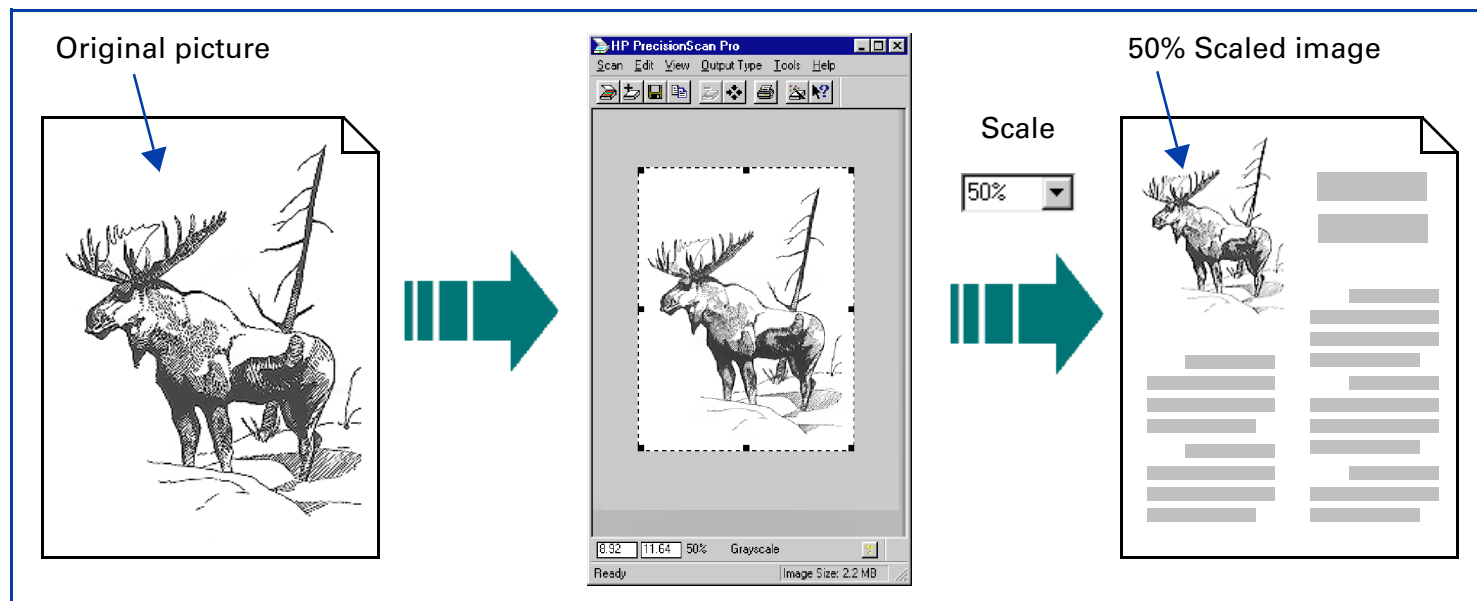 Original picture
HP PrecisionScan Pro
Scan Edit View Output Type Tools Help
Scale
50%
50% Scaled image
8.92 11.64 50% Grayscale
Ready Image Size: 2.2 MB